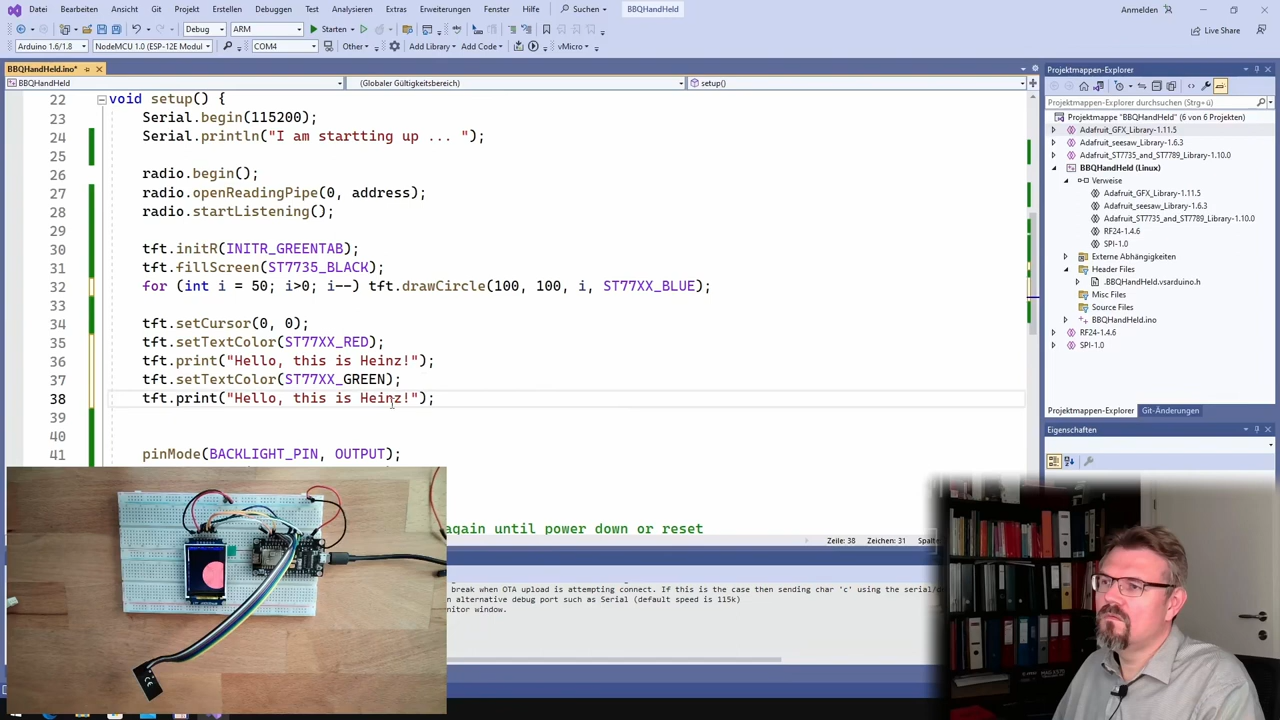 Datei Bearbeiten Ansicht Git Projekt Erstellen Debuggen Test Analysieren Extras Erweiterungen Fenster Hilfe Suchen BBQHandHeld Anmelden
Debug ARM Starten Live Share
Arduino 1.6/1.8 NodeMCU 1.0 (ESP-12E Modul) COM4 Other Add Library Add Code vMicro
BBQHandHeld.ino*
BBQHandHeld (Globaler Gültigkeitsbereich) setup()
22 void setup() {
23 Serial.begin(115200);
24 Serial.println("I am startting up ... ");
25
26 radio.begin();
27 radio.openReadingPipe(0, address);
28 radio.startListening();
29
30 tft.initR(INITR_GREENTAB);
31 tft.fillScreen(ST7735_BLACK);
32 for (int i = 50; i>0; i--) tft.drawCircle(100, 100, i, ST77XX_BLUE);
33
34 tft.setCursor(0, 0);
35 tft.setTextColor(ST77XX_RED);
36 tft.print("Hello, this is Heinz!");
37 tft.setTextColor(ST77XX_GREEN);
38 tft.print("Hello, this is Heinz!");
39
40
41 pinMode(BACKLIGHT_PIN, OUTPUT);
again until power down or reset
Zeile: 38 Zeichen: 31 Spalte
break when OTA upload is attempting connect. If this is the case then sending char 'c' using the serial/de
n alternative debug port such as Serial (default speed is 115k)
nitor window.
Projektmappen-Explorer
Projektmappen-Explorer durchsuchen (Strg+ü)
Projektmappe "BBQHandHeld" (6 von 6 Projekten)
Adafruit_GFX_Library-1.11.5
Adafruit_seesaw_Library-1.6.3
Adafruit_ST7735_and_ST7789_Library-1.10.0
BBQHandHeld (Linux)
Verweise
Adafruit_GFX_Library-1.11.5
Adafruit_seesaw_Library-1.6.3
Adafruit_ST7735_and_ST7789_Library-1.10.0
RF24-1.4.6
SPI-1.0
Externe Abhängigkeiten
Header Files
.BBQHandHeld.vsarduino.h
Misc Files
Source Files
BBQHandHeld.ino
RF24-1.4.6
SPI-1.0
Projektmappen-Explorer Git-Änderungen
Eigenschaften